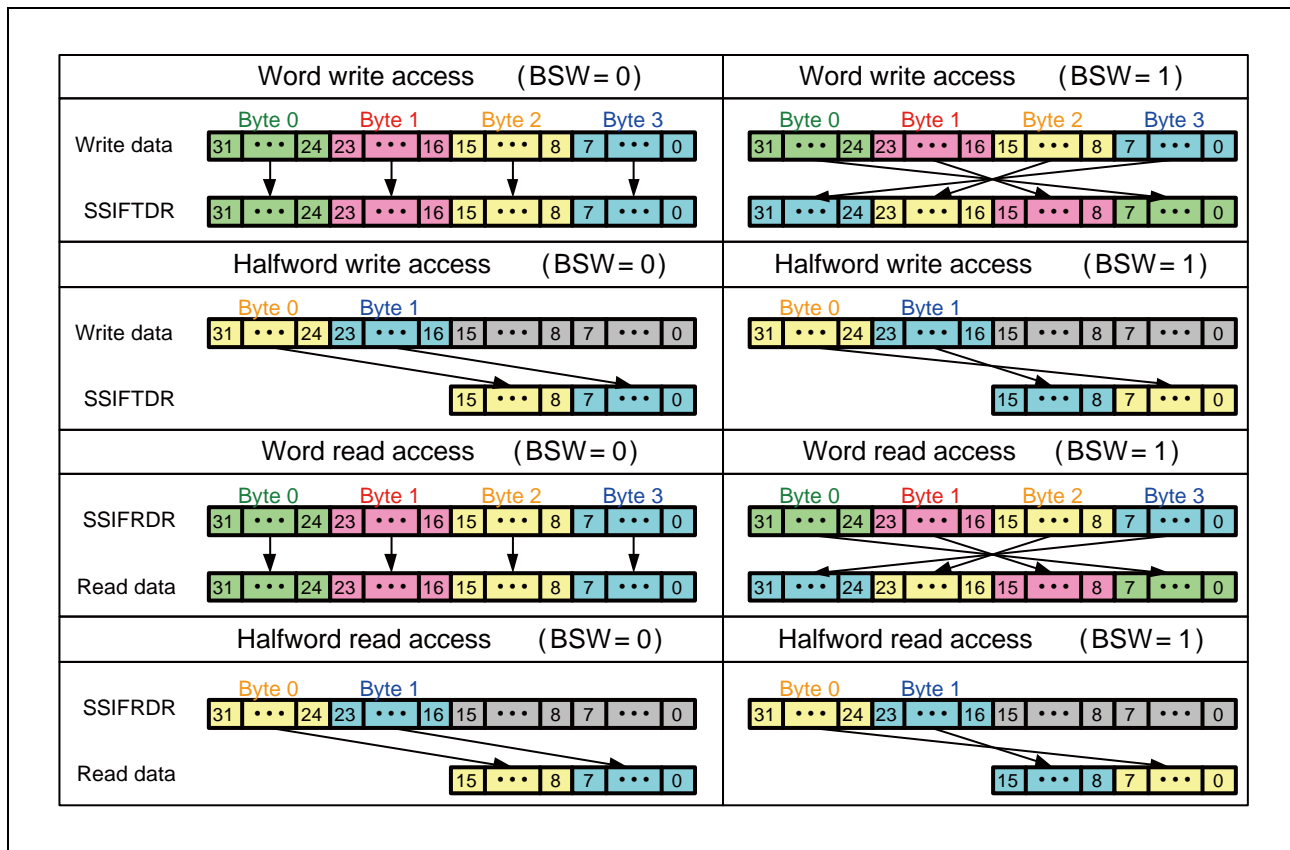 Word write access (BSW= 0) Word write access (BSW= 1)
Byte 0 Byte 1 Byte 2 Byte 3 Byte 0 Byte 1 Byte 2 Byte 3
Write data 31 ••• 24 23 ••• 16 15 ••• 8 7 ••• 0 31 ••• 24 23 ••• 16 15 ••• 8 7 ••• 0
SSIFTDR 31 ••• 24 23 ••• 16 15 ••• 8 7 ••• 0 31 ••• 24 23 ••• 16 15 ••• 8 7 ••• 0
Halfword write access (BSW= 0) Halfword write access (BSW= 1)
Byte 0 Byte 1 Byte 0 Byte 1
Write data 31 ••• 24 23 ••• 16 15 ••• 8 7 ••• 0 31 ••• 24 23 ••• 16 15 ••• 8 7 ••• 0
SSIFTDR 15 ••• 8 7 ••• 0 15 ••• 8 7 ••• 0
Word read access (BSW= 0) Word read access (BSW= 1)
Byte 0 Byte 1 Byte 2 Byte 3 Byte 0 Byte 1 Byte 2 Byte 3
SSIFRDR 31 ••• 24 23 ••• 16 15 ••• 8 7 ••• 0 31 ••• 24 23 ••• 16 15 ••• 8 7 ••• 0
Read data 31 ••• 24 23 ••• 16 15 ••• 8 7 ••• 0 31 ••• 24 23 ••• 16 15 ••• 8 7 ••• 0
Halfword read access (BSW= 0) Halfword read access (BSW= 1)
Byte 0 Byte 1 Byte 0 Byte 1
SSIFRDR 31 ••• 24 23 ••• 16 15 ••• 8 7 ••• 0 31 ••• 24 23 ••• 16 15 ••• 8 7 ••• 0
Read data 15 ••• 8 7 ••• 0 15 ••• 8 7 ••• 0